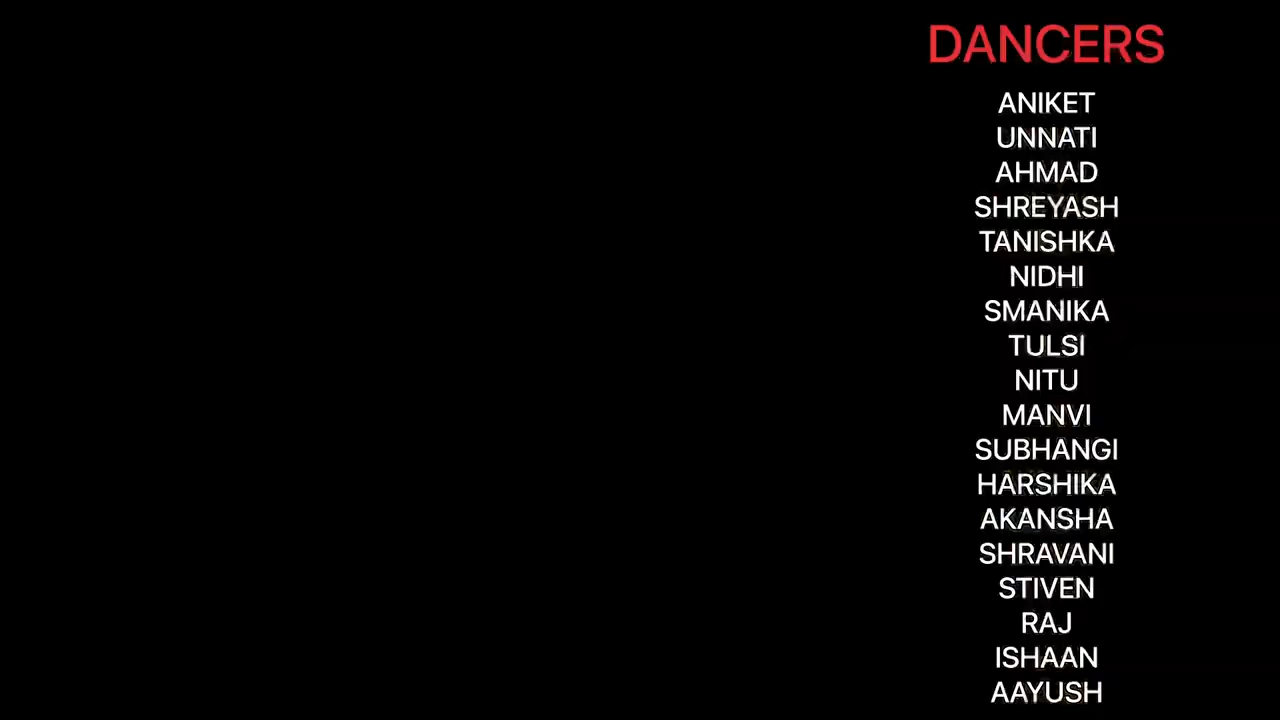 DANCERS
ANIKET
UNNATI
AHMAD
SHREYASH
TANISHKA
NIDHI
SMANIKA
TULSI
NITU
MANVI
SUBHANGI
HARSHIKA
AKANSHA
SHRAVANI
STIVEN
RAJ
ISHAAN
AAYUSH